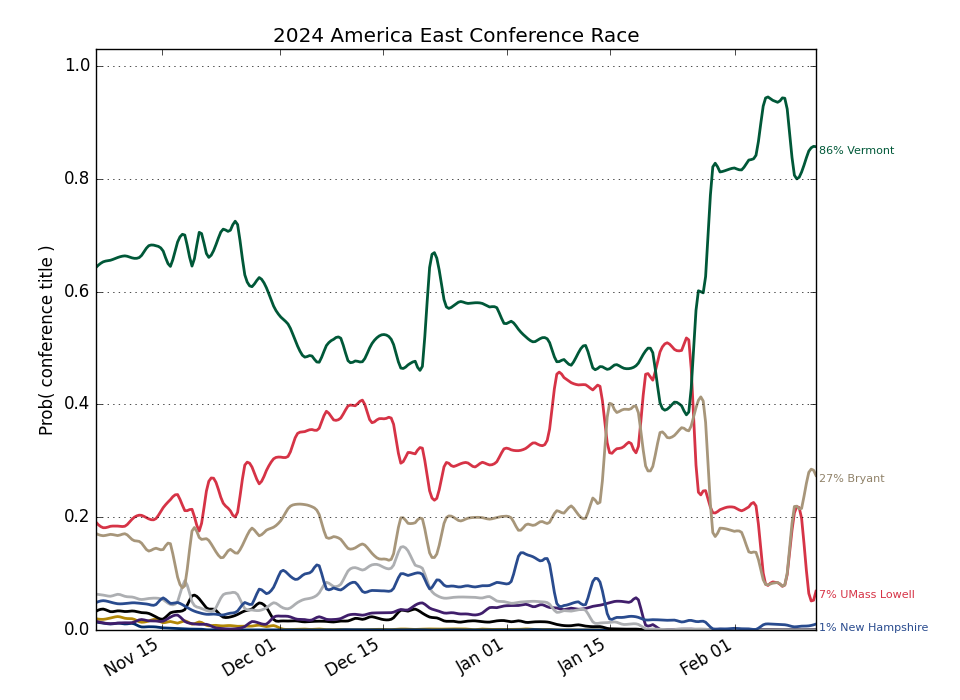 2024 America East Conference Race
Prob( conference title )
1.0
0.8
0.6
0.4
0.2
0.0
86% Vermont
27% Bryant
7% UMass Lowell
1% New Hampshire
Nov 15
Dec 01
Dec 15
Jan 01
Jan 15
Feb 01